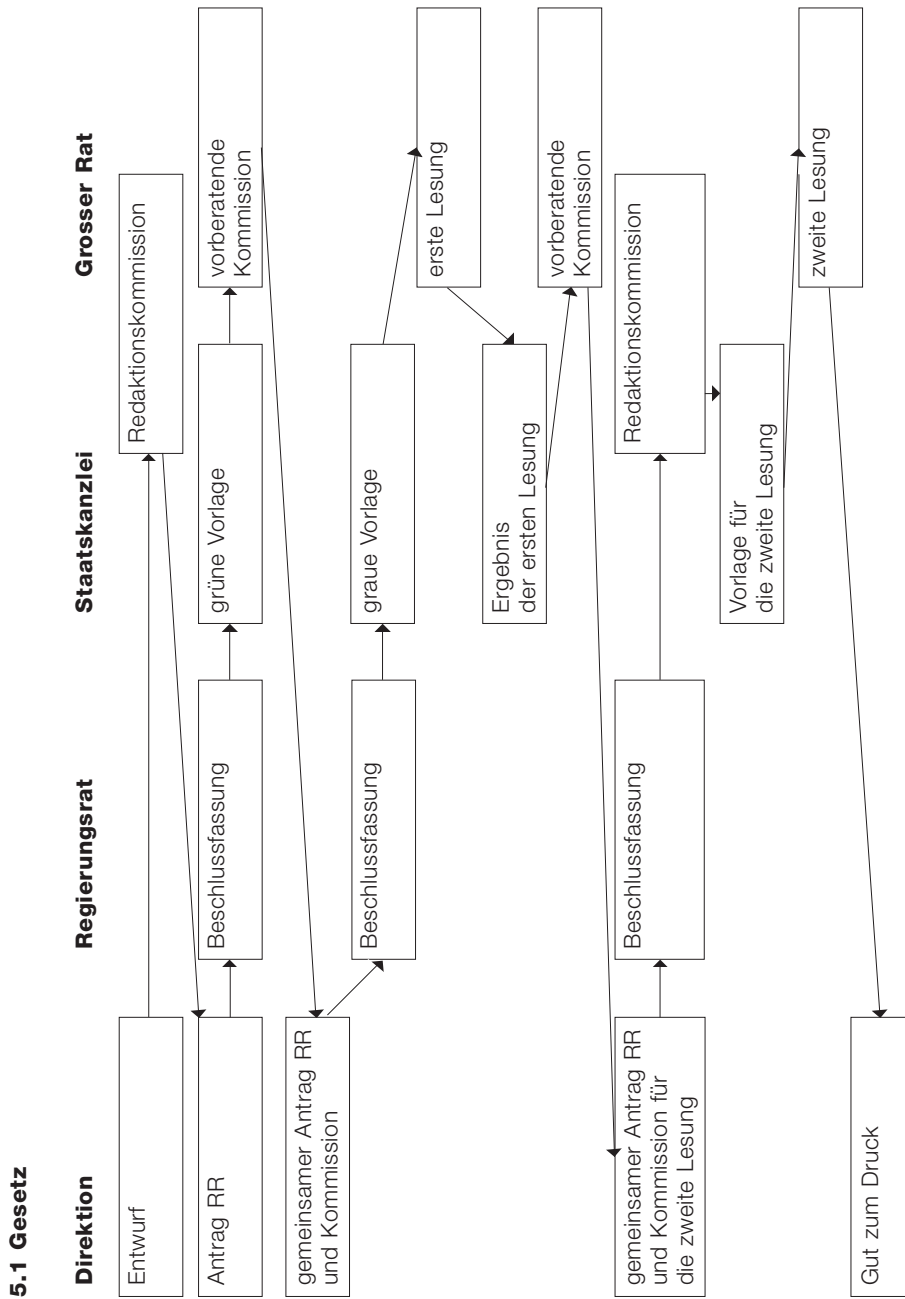 5.1 Gesetz
Direktion
Regierungsrat
Staatskanzlei
Grosser Rat
Entwurf
Redaktionskommission
Antrag RR
Beschlussfassung
grüne Vorlage
vorberatende
Kommission
gemeinsamer Antrag RR
und Kommission
Beschlussfassung
graue Vorlage
erste Lesung
Ergebnis
der ersten Lesung
vorberatende
Kommission
gemeinsamer Antrag RR
und Kommission für
die zweite Lesung
Beschlussfassung
Redaktionskommission
Vorlage für
die zweite Lesung
zweite Lesung
Gut zum Druck